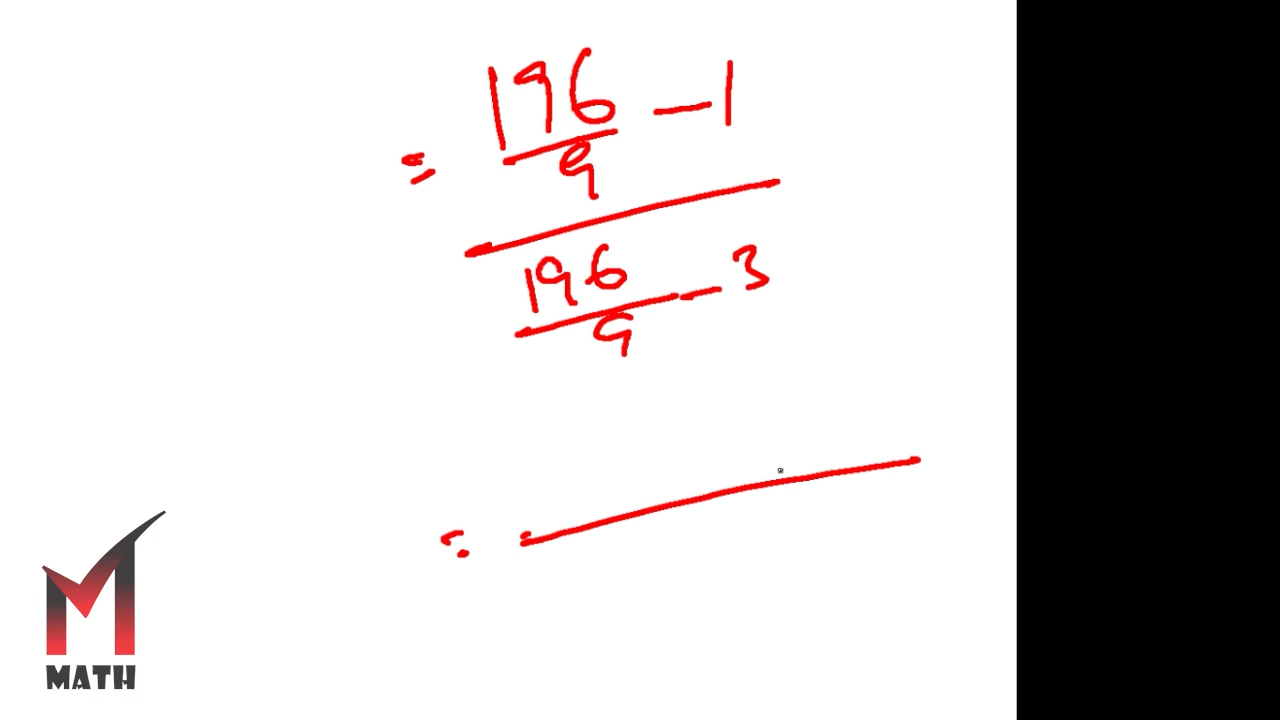 = 196/9 - 1
196/9 - 3
=
MATH